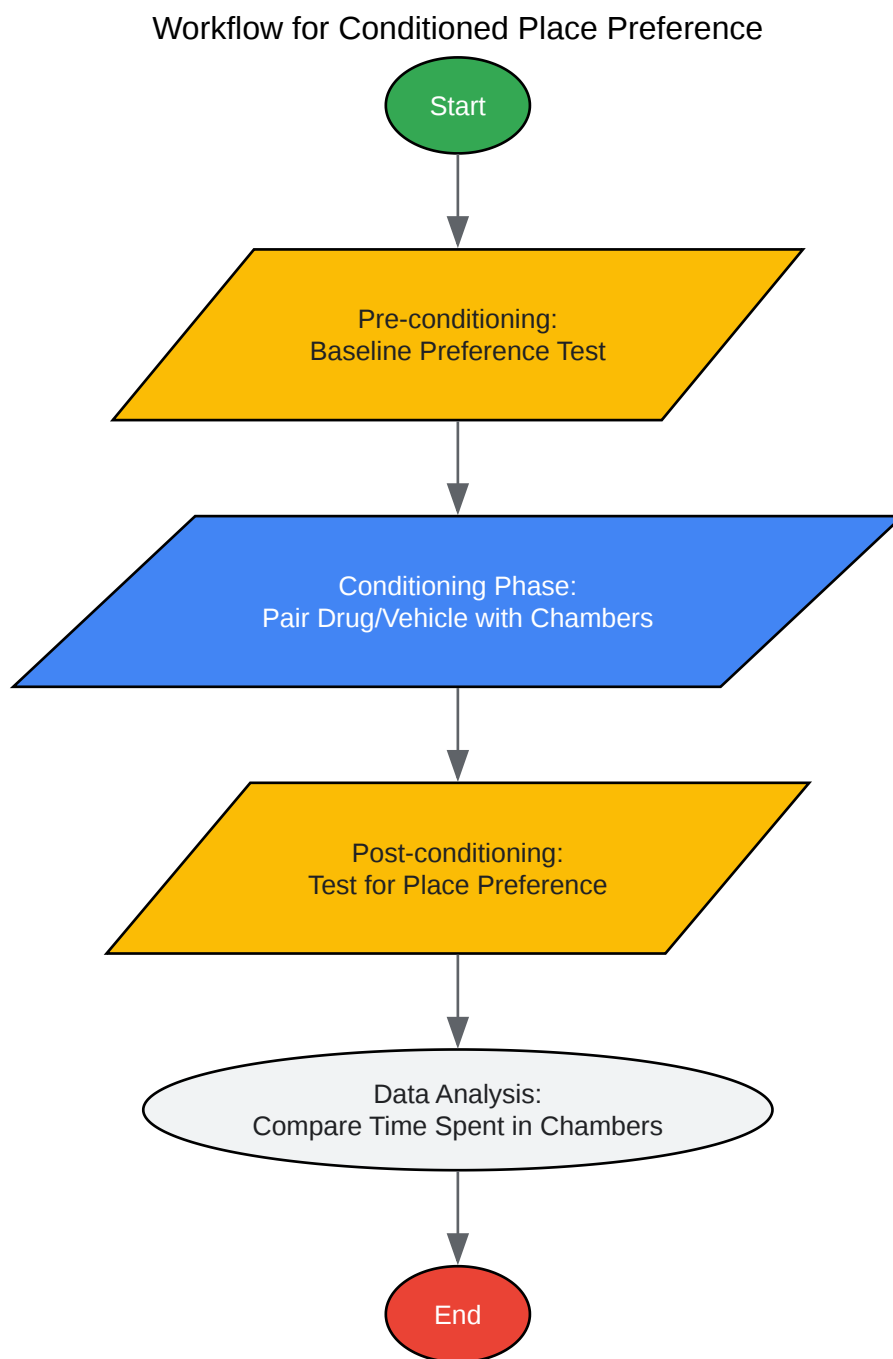 Workflow for Conditioned Place Preference
Start
Pre-conditioning:
Baseline Preference Test
Conditioning Phase:
Pair Drug/Vehicle with Chambers
Post-conditioning:
Test for Place Preference
Data Analysis:
Compare Time Spent in Chambers
End